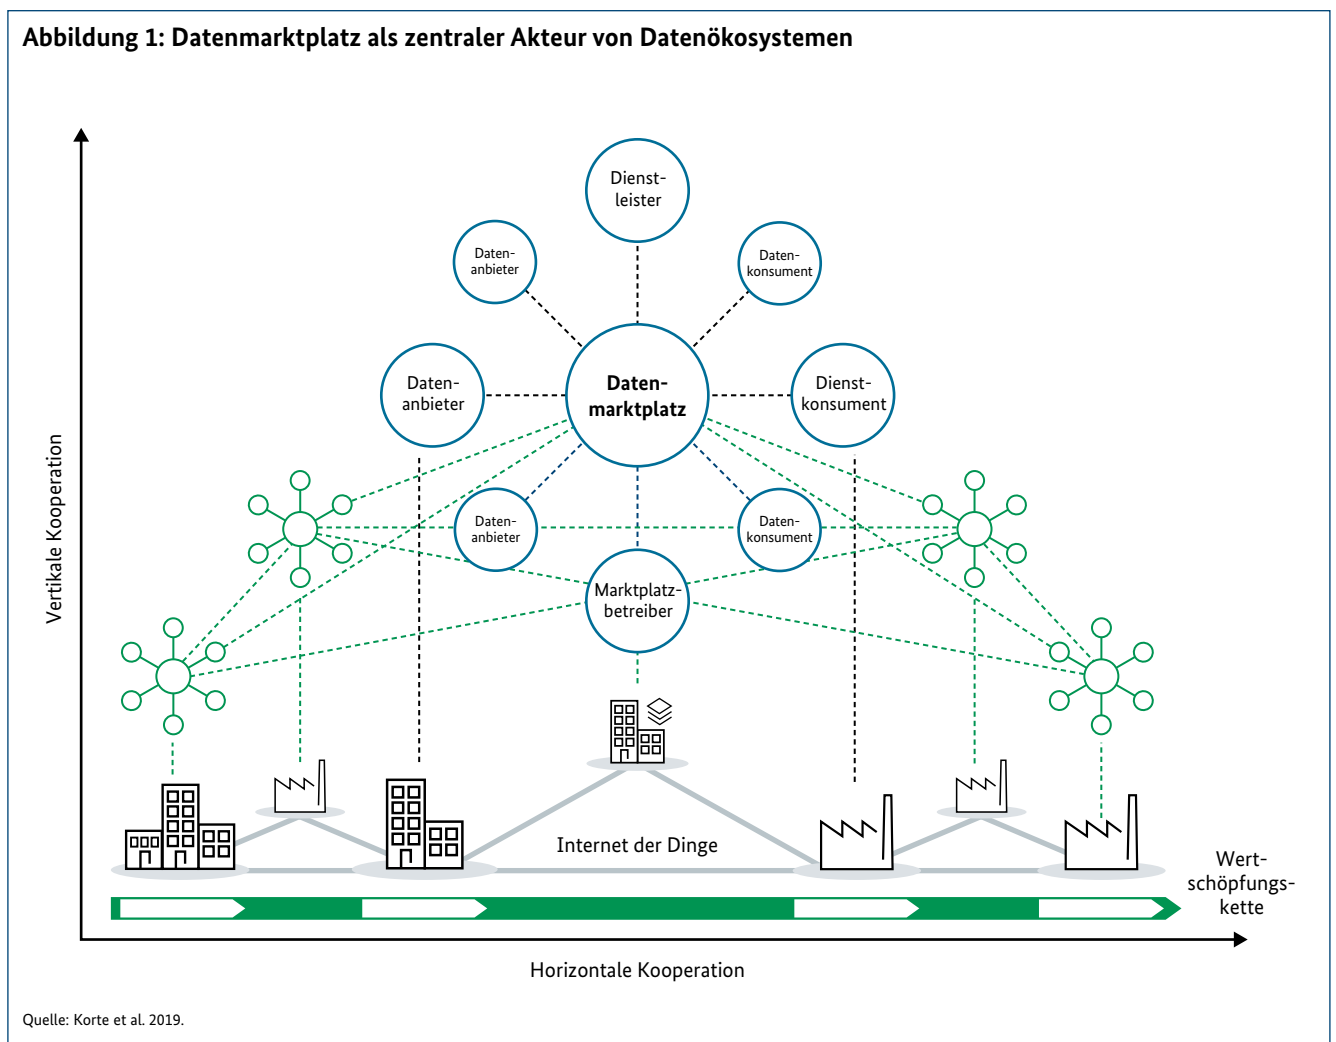 Abbildung 1: Datenmarktplatz als zentraler Akteur von Datenökosystemen
Dienst-
leister
Daten-
anbieter
Daten-
konsument
Daten-
anbieter
Daten-
marktplatz
Dienst-
konsument
Vertikale Kooperation
Daten-
anbieter
Daten-
konsument
Marktplatz-
betreiber
Internet der Dinge
Wert-
schöpfungs-
kette
Horizontale Kooperation
Quelle: Korte et al. 2019.